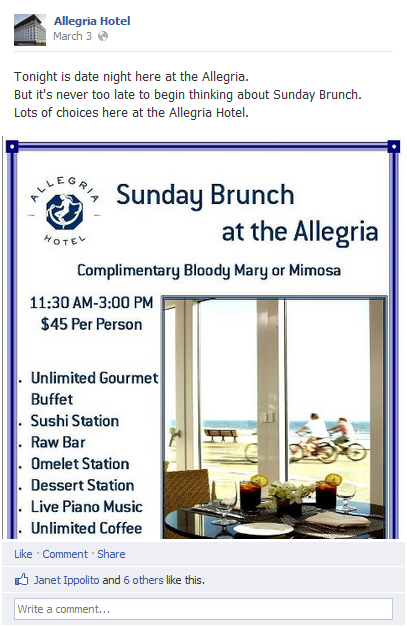 Allegria Hotel
March 3
Tonight is date night here at the Allegria.
But it's never too late to begin thinking about Sunday Brunch.
Lots of choices here at the Allegria Hotel.
ALLEGRIA
HOTEL
Sunday Brunch
at the Allegria
Complimentary Bloody Mary or Mimosa
11:30 AM-3:00 PM
$45 Per Person
• Unlimited Gourmet
Buffet
• Sushi Station
• Raw Bar
• Omelet Station
• Dessert Station
• Live Piano Music
• Unlimited Coffee
Like · Comment · Share
Janet Ippolito and 6 others like this.
Write a comment...